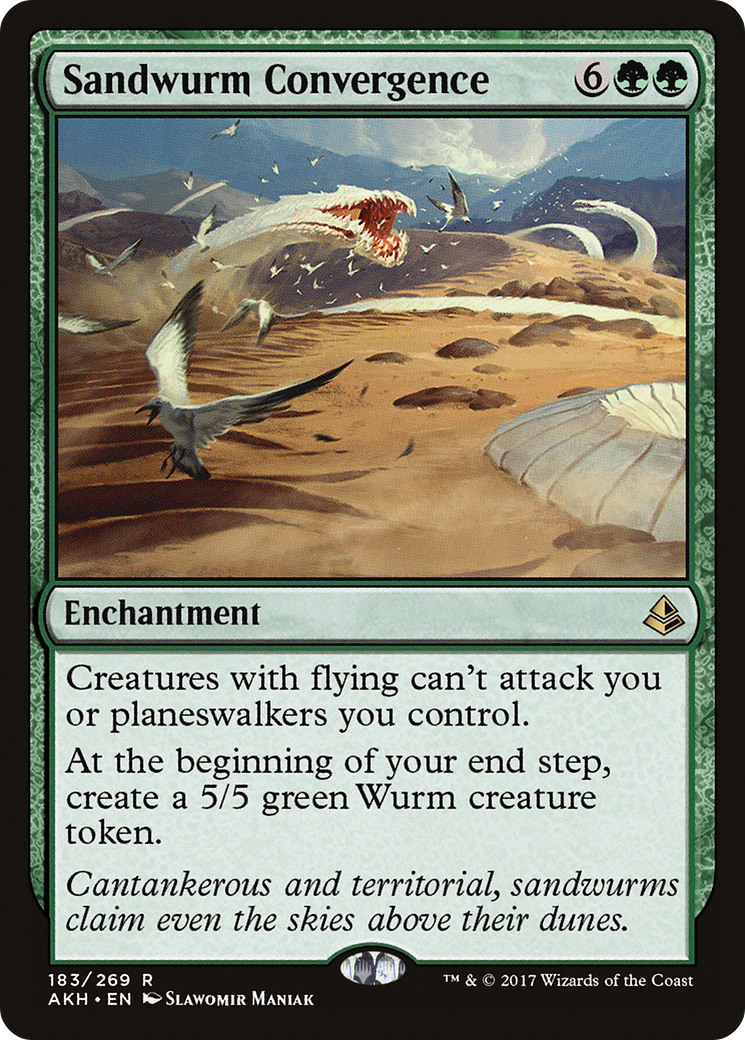 Sandwurm Convergence 6
Enchantment
Creatures with flying can't attack you
or planeswalkers you control.
At the beginning of your end step,
create a 5/5 green Wurm creature
token.
Cantankerous and territorial, sandwurms
claim even the skies above their dunes.
183/269 R
™ & © 2017 Wizards of the Coast
AKH • EN Slawomir Maniak